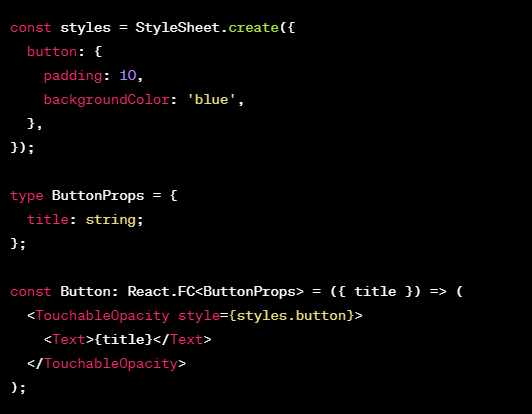 const styles = StyleSheet.create({
  button: {
    padding: 10,
    backgroundColor: 'blue',
  },
});

type ButtonProps = {
  title: string;
};

const Button: React.FC<ButtonProps> = ({ title }) => (
  <TouchableOpacity style={styles.button}>
    <Text>{title}</Text>
  </TouchableOpacity>
);